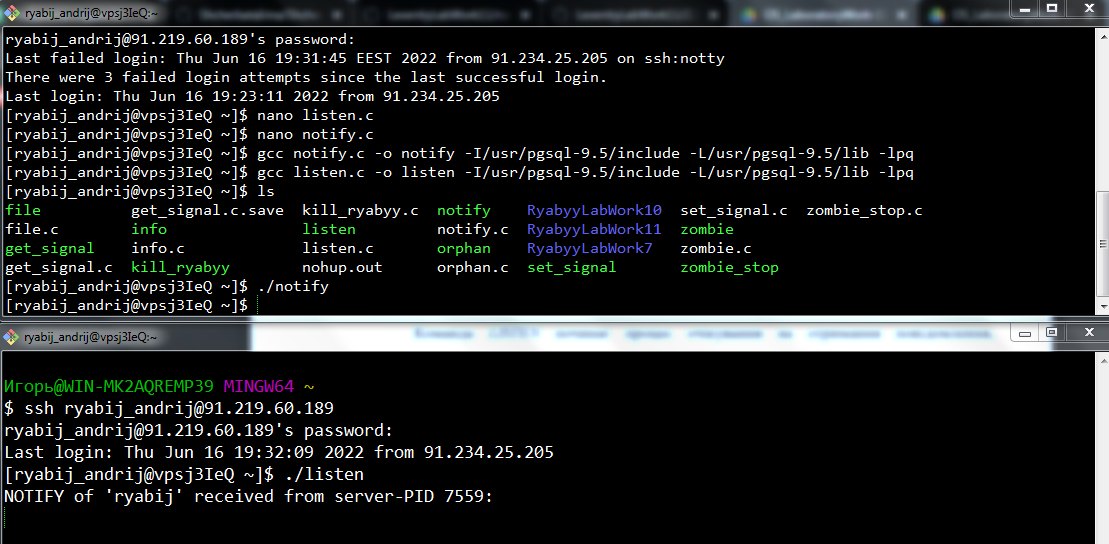 ryabij_andrij@vpsj3IeQ:~
ryabij_andrij@91.219.60.189's password:
Last failed login: Thu Jun 16 19:31:45 EEST 2022 from 91.234.25.205 on ssh:notty
There were 3 failed login attempts since the last successful login.
Last login: Thu Jun 16 19:23:11 2022 from 91.234.25.205
[ryabij_andrij@vpsj3IeQ ~]$ nano listen.c
[ryabij_andrij@vpsj3IeQ ~]$ nano notify.c
[ryabij_andrij@vpsj3IeQ ~]$ gcc notify.c -o notify -I/usr/pgsql-9.5/include -L/usr/pgsql-9.5/lib -lpq
[ryabij_andrij@vpsj3IeQ ~]$ gcc listen.c -o listen -I/usr/pgsql-9.5/include -L/usr/pgsql-9.5/lib -lpq
[ryabij_andrij@vpsj3IeQ ~]$ ls
file get_signal.c.save kill_ryabyy.c notify RyabyyLabWork10 set_signal.c zombie_stop.c
file.c info listen notify.c RyabyyLabWork11 zombie
get_signal info.c listen.c orphan RyabyyLabWork7 zombie.c
get_signal.c kill_ryabyy nohup.out orphan.c set_signal zombie_stop
[ryabij_andrij@vpsj3IeQ ~]$ ./notify
[ryabij_andrij@vpsj3IeQ ~]$
ryabij_andrij@vpsj3IeQ:~
Игорь@WIN-MK2AQREMP39 MINGW64 ~
$ ssh ryabij_andrij@91.219.60.189
ryabij_andrij@91.219.60.189's password:
Last login: Thu Jun 16 19:32:09 2022 from 91.234.25.205
[ryabij_andrij@vpsj3IeQ ~]$ ./listen
NOTIFY of 'ryabij' received from server-PID 7559: